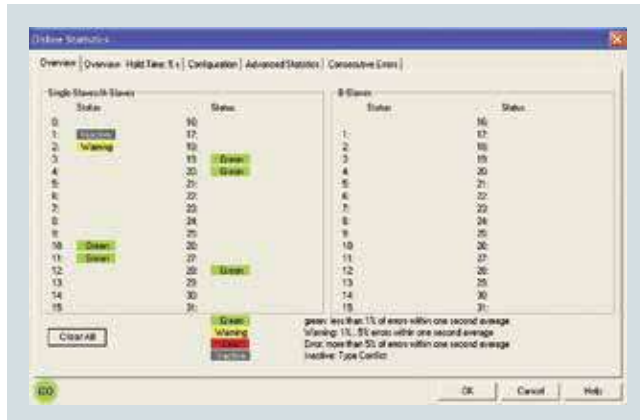 Online Statistics
Overview Overview Hold Time: 5 s Configuration Advanced Statistics Consecutive Errors
Single Slaves/A-Slaves
B-Slaves
Status Status Status Status
0: 16: 16:
1: Inactive 17: 1: 17:
2: Warning 18: 2: 18:
3: 19: Green 3: 19:
4: 20: Green 4: 20:
5: 21: 5: 21:
6: 22: 6: 22:
7: 23: 7: 23:
8: 24: 8: 24:
9: 25: 9: 25:
10: Green 26: 10: 26:
11: Green 27: 11: 27:
12: 28: Green 12: 28:
13: 29: 13: 29:
14: 30: 14: 30:
15: 31: 15: 31:
Clear All
Green green: less than 1% of errors within one second average
Warning Warning: 1%...5% errors within one second average
Error Error: more than 5% of errors within one second average
Inactive Inactive: Type Conflict
OK Cancel Help